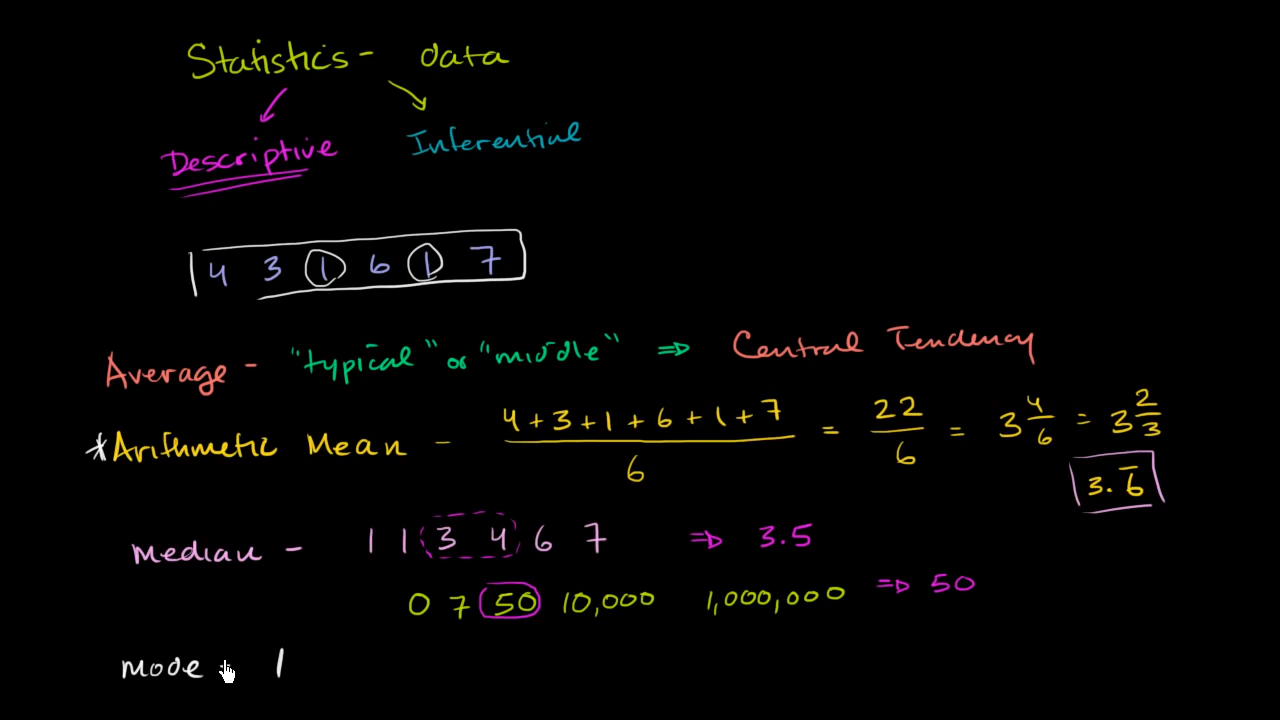 Statistics - data
Descriptive Inferential
4 3 1 6 1 7
Average - "typical" or "middle" ⇒ Central Tendency
*Arithmetic Mean - 4+3+1+6+1+7 / 6 = 22/6 = 3 4/6 = 3 2/3
3.6̅
Median - 1 1 3 4 6 7 ⇒ 3.5
0 7 50 10,000 1,000,000 ⇒ 50
Mode - 1